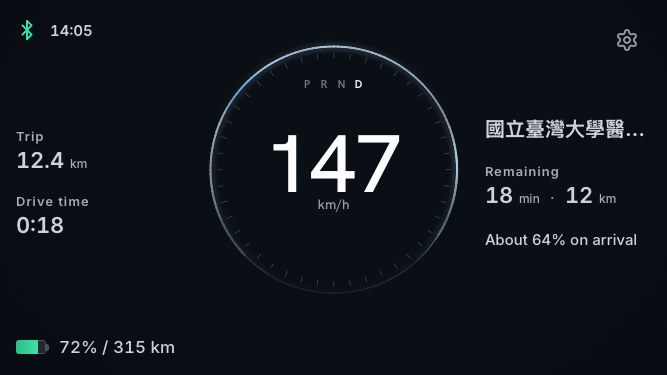 14:05
P R N D
Trip
12.4 km
Drive time
0:18
147
km/h
國立臺灣大學醫…
Remaining
18 min · 12 km
About 64% on arrival
72% / 315 km